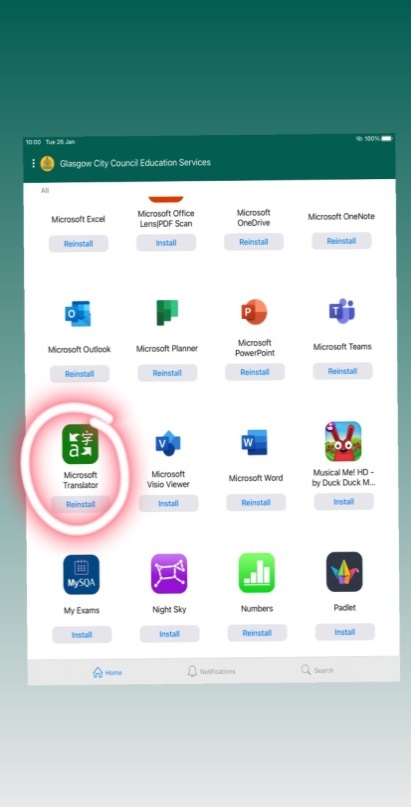 10:00 Tue 26 Jan
100%
Glasgow City Council Education Services
All
Microsoft Excel
Reinstall
Microsoft Office
Lens|PDF Scan
Install
Microsoft
OneDrive
Reinstall
Microsoft OneNote
Reinstall
O
Microsoft Outlook
Reinstall
Microsoft Planner
Reinstall
P
Microsoft
PowerPoint
Reinstall
T
Microsoft Teams
Reinstall
a字
Microsoft
Translator
Reinstall
V
Microsoft
Visio Viewer
Install
W
Microsoft Word
Reinstall
Musical Me! HD -
by Duck Duck M...
Install
MySQA
My Exams
Install
Night Sky
Install
Numbers
Reinstall
Padlet
Install
Home
Notifications
Search